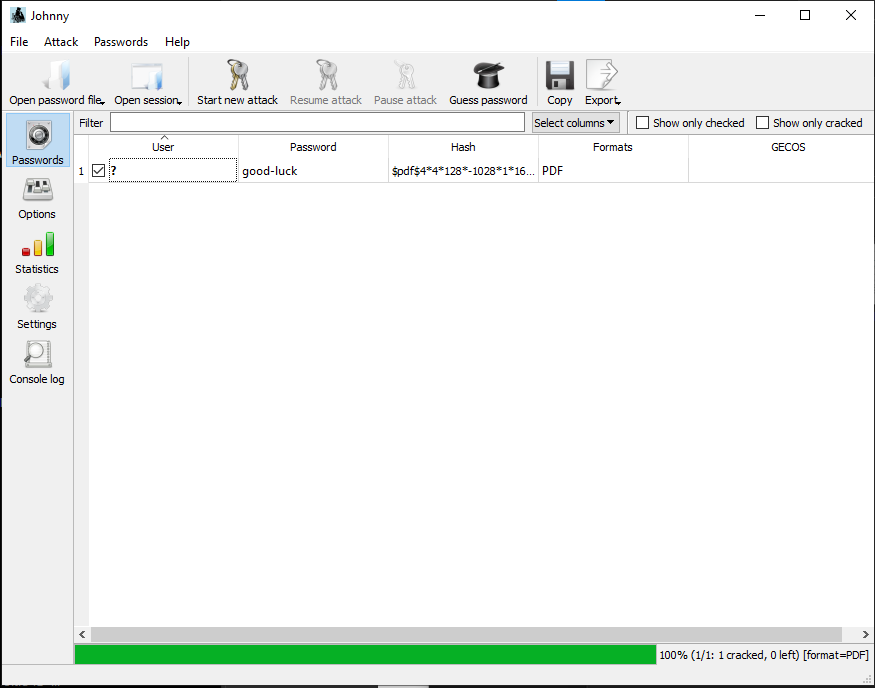 Johnny
File Attack Passwords Help
Open password file Open session Start new attack Resume attack Pause attack Guess password Copy Export
Filter Select columns Show only checked Show only cracked
Passwords
Options
Statistics
Settings
Console log
User Password Hash Formats GECOS
1 ? good-luck $pdf$4*4*128*-1028*1*16... PDF
100% (1/1: 1 cracked, 0 left) [format=PDF]